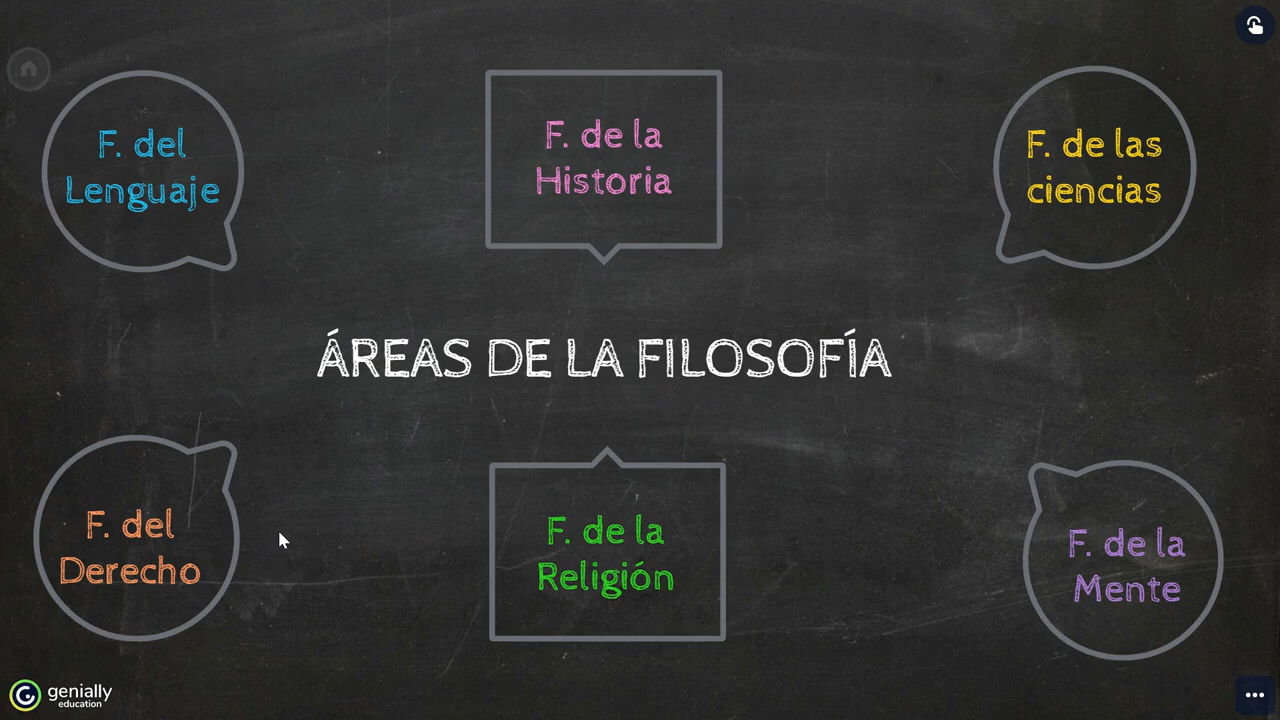 F. del
Lenguaje
F. de la
Historia
F. de las
ciencias
ÁREAS DE LA FILOSOFÍA
F. del
Derecho
F. de la
Religión
F. de la
Mente
genially
education